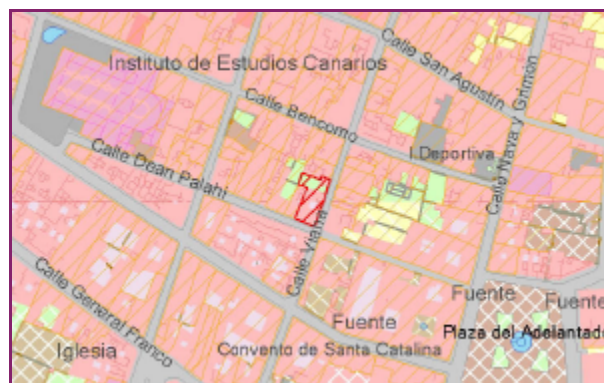 Instituto de Estudios Canarios
Calle San Agustín
Calle Bencomo
I.Deportiva
Calle Nava y Grimón
Calle Dean Palahi
Calle Viana
Calle General Franco
Fuente
Fuente
Fuente
Plaza del Adelantado
Iglesia
Convento de Santa Catalina